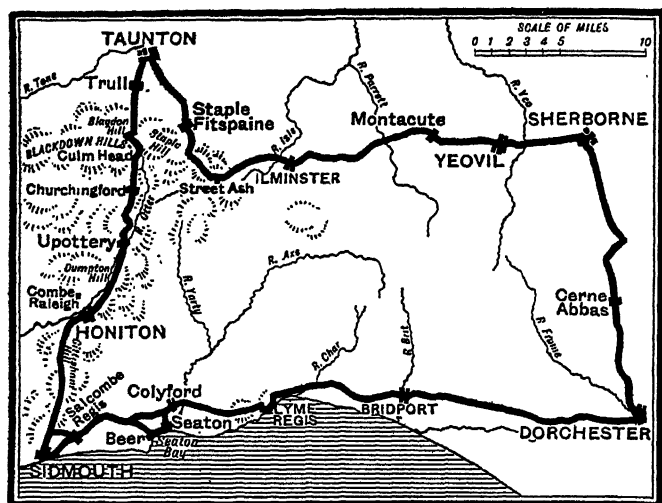 SCALE OF MILES
0 1 2 3 4 5 10
TAUNTON
R. Tone
Trull
R. Parrett
R. Yeo
Staple
Fitzpaine
Blagdon
Hill
BLACKDOWN HILLS
Staple
Hill
Culm Head
R. Isle
Montacute
SHERBORNE
YEOVIL
Churchingford
Street Ash
ILMINSTER
R. Otter
Upottery
Dumpton
Hill
R. Axe
Combe
Raleigh
R. Yarty
Cerne
Abbas
HONITON
R. Char
R. Brit
R. Frome
Colyford
Salcombe
Regis
Seaton
LYME
REGIS
BRIDPORT
Beer
Seaton
Bay
DORCHESTER
SIDMOUTH